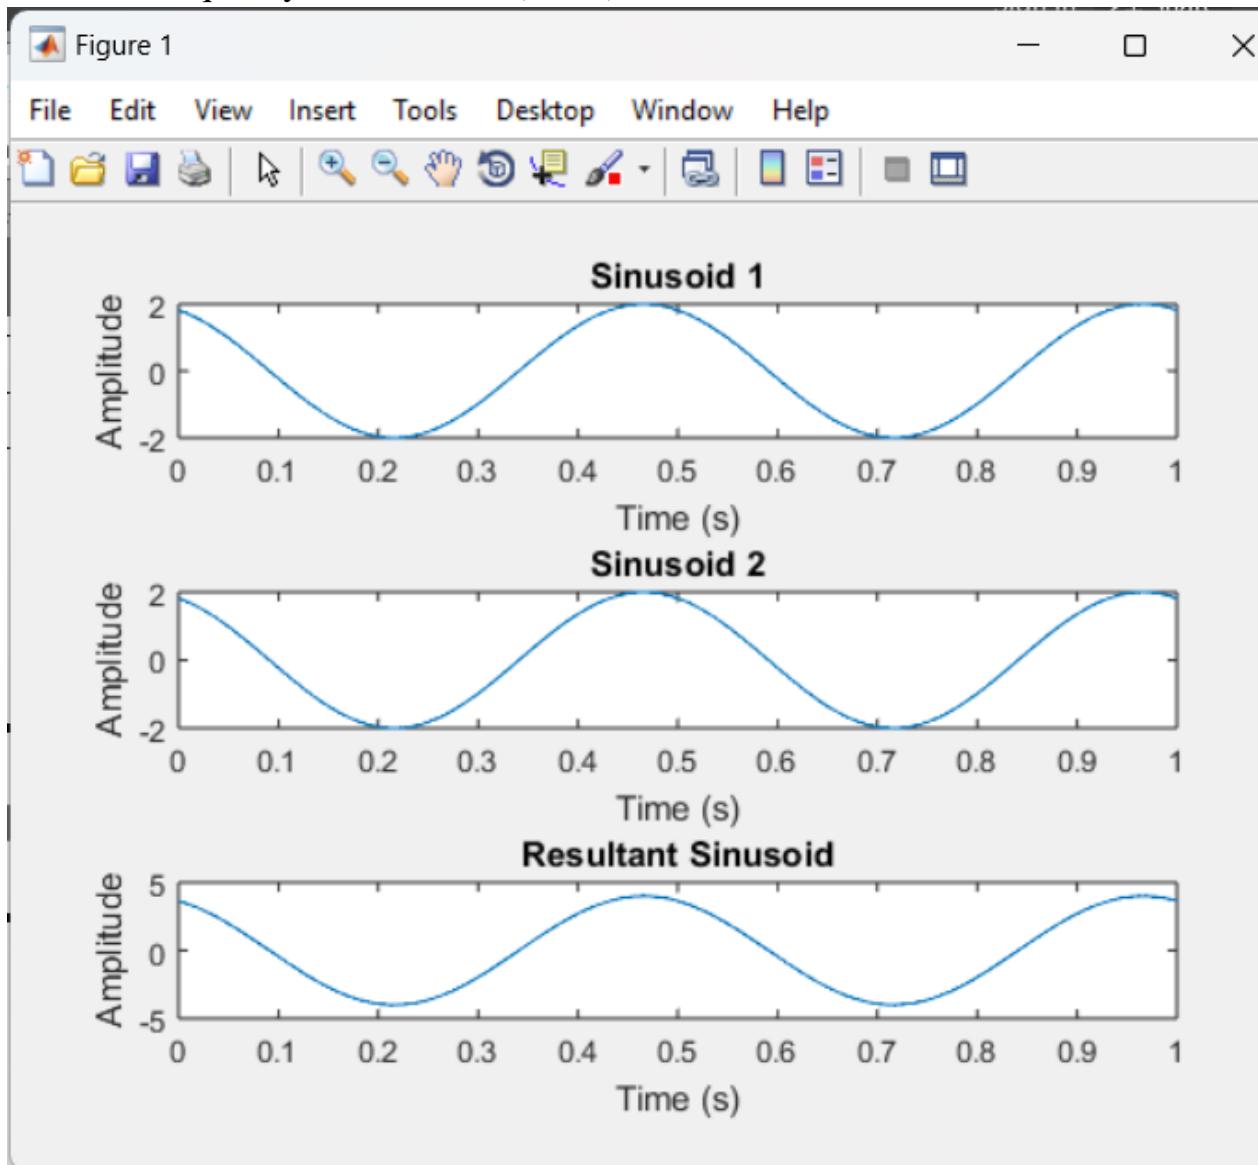 Figure 1
File Edit View Insert Tools Desktop Window Help
Sinusoid 1
Amplitude
2
0
-2
0 0.1 0.2 0.3 0.4 0.5 0.6 0.7 0.8 0.9 1
Time (s)
Sinusoid 2
Amplitude
2
0
-2
0 0.1 0.2 0.3 0.4 0.5 0.6 0.7 0.8 0.9 1
Time (s)
Resultant Sinusoid
Amplitude
5
0
-5
0 0.1 0.2 0.3 0.4 0.5 0.6 0.7 0.8 0.9 1
Time (s)